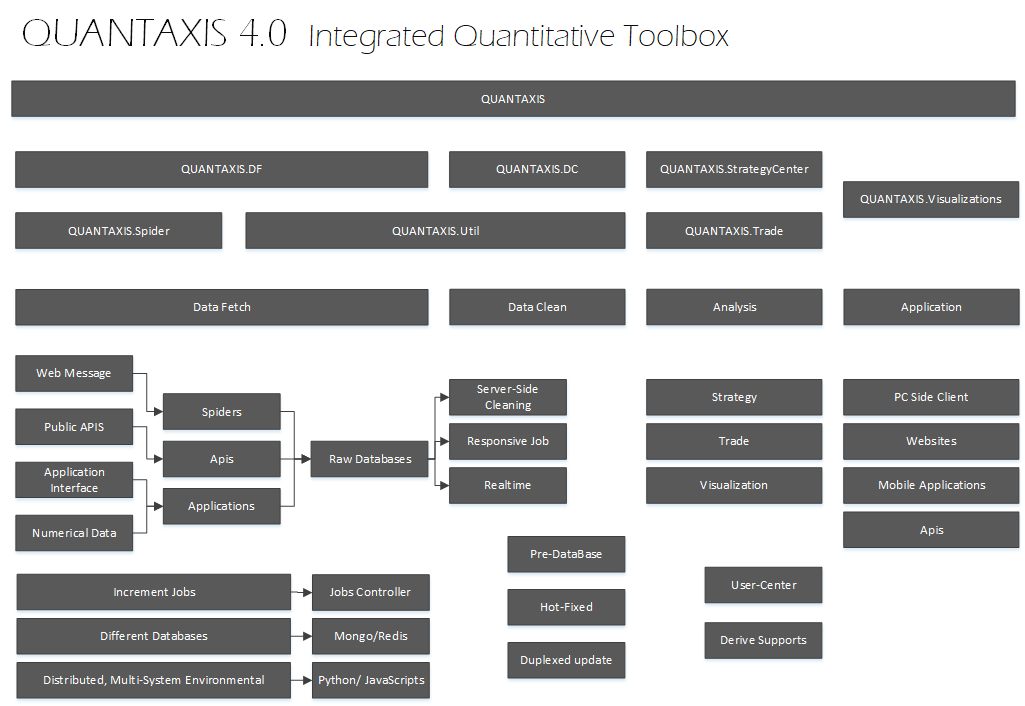 QUANTAXIS 4.0 Integrated Quantitative Toolbox
QUANTAXIS
QUANTAXIS.DF
QUANTAXIS.DC
QUANTAXIS.StrategyCenter
QUANTAXIS.Visualizations
QUANTAXIS.Spider
QUANTAXIS.Util
QUANTAXIS.Trade
Data Fetch
Data Clean
Analysis
Application
Web Message
Public APIS
Application
Interface
Numerical Data
Spiders
Apis
Applications
Raw Databases
Server-Side
Cleaning
Responsive Job
Realtime
Strategy
Trade
Visualization
PC Side Client
Websites
Mobile Applications
Apis
Pre-DataBase
Hot-Fixed
Duplexed update
User-Center
Derive Supports
Increment Jobs
Jobs Controller
Different Databases
Mongo/Redis
Distributed, Multi-System Environmental
Python/ JavaScripts